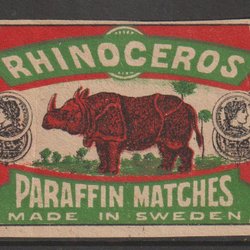 RHINOCEROS
PARAFFIN MATCHES
MADE IN SWEDEN